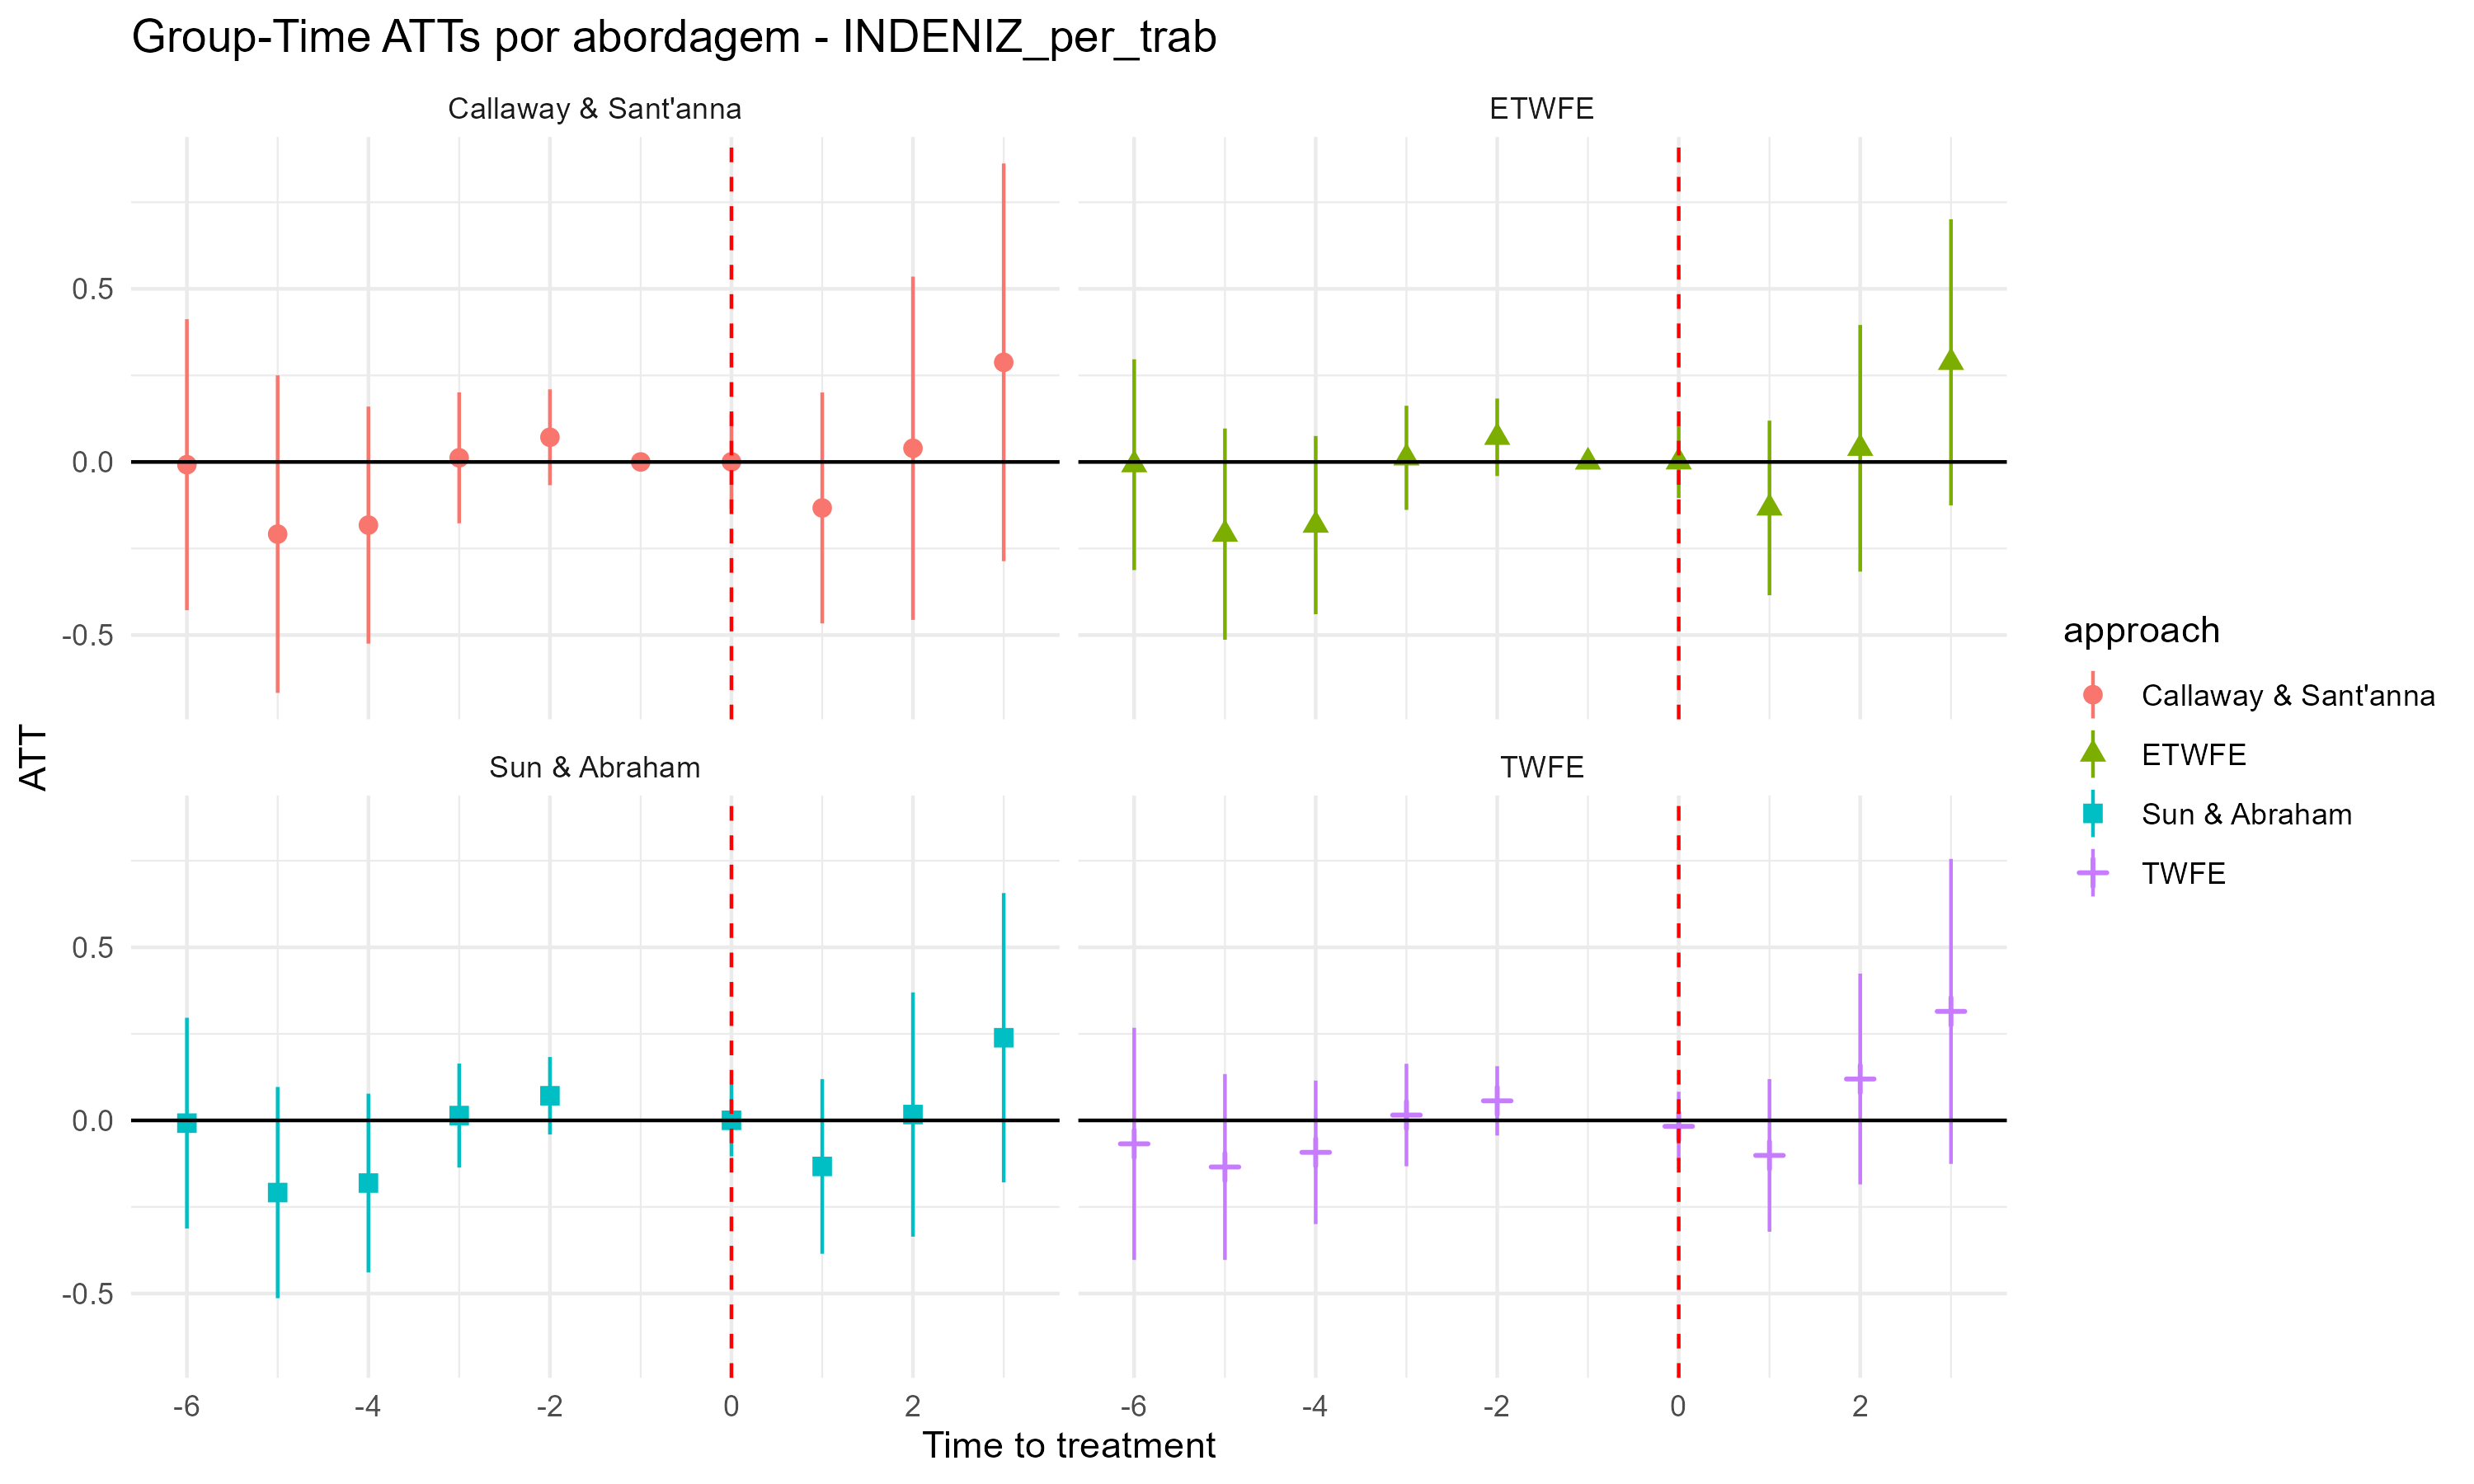 Group-Time ATTs por abordagem - INDENIZ_per_trab
Callaway & Sant'anna
ETWFE
0.5
0.0
-0.5
Sun & Abraham
TWFE
0.5
0.0
-0.5
-6 -4 -2 0 2
-6 -4 -2 0 2
Time to treatment
ATT
approach
Callaway & Sant'anna
ETWFE
Sun & Abraham
TWFE